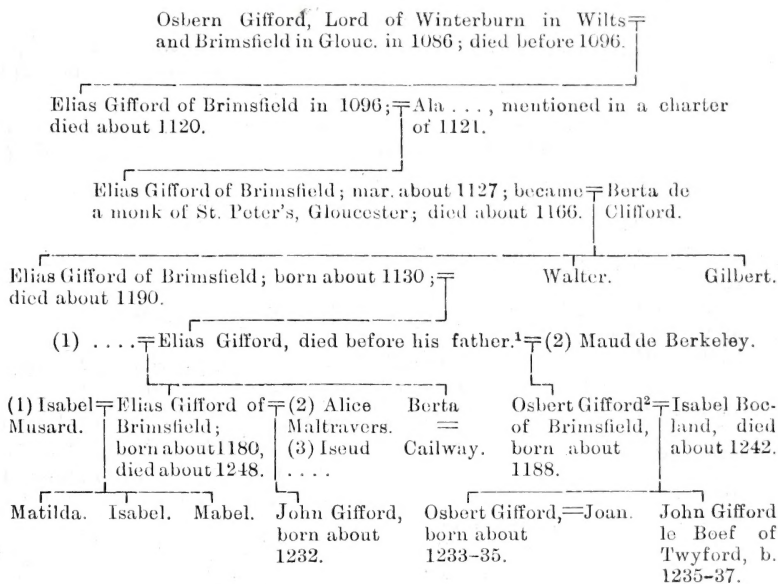 Osbern Gifford, Lord of Winterburn in Wilts
and Brimsfield in Glouc. in 1086; died before 1096.
Elias Gifford of Brimsfield in 1096;
died about 1120.
Ala . . . , mentioned in a charter
of 1121.
Elias Gifford of Brimsfield; mar. about 1127; became
a monk of St. Peter's, Gloucester; died about 1166.
Berta de
Clifford.
Elias Gifford of Brimsfield; born about 1130;
died about 1190.
Walter.
Gilbert.
(1) . . . .
Elias Gifford, died before his father.¹
(2) Maud de Berkeley.
(1) Isabel
Musard.
Elias Gifford of
Brimsfield;
born about 1180,
died about 1248.
(2) Alice
Maltravers.
(3) Iseud
. . . .
Berta
=
Cailway.
Osbert Gifford²
of Brimsfield,
born about
1188.
Isabel Boc-
land, died
about 1242.
Matilda.
Isabel.
Mabel.
John Gifford,
born about
1232.
Osbert Gifford,=Joan.
born about
1233-35.
John Gifford
le Boef of
Twyford, b.
1235-37.